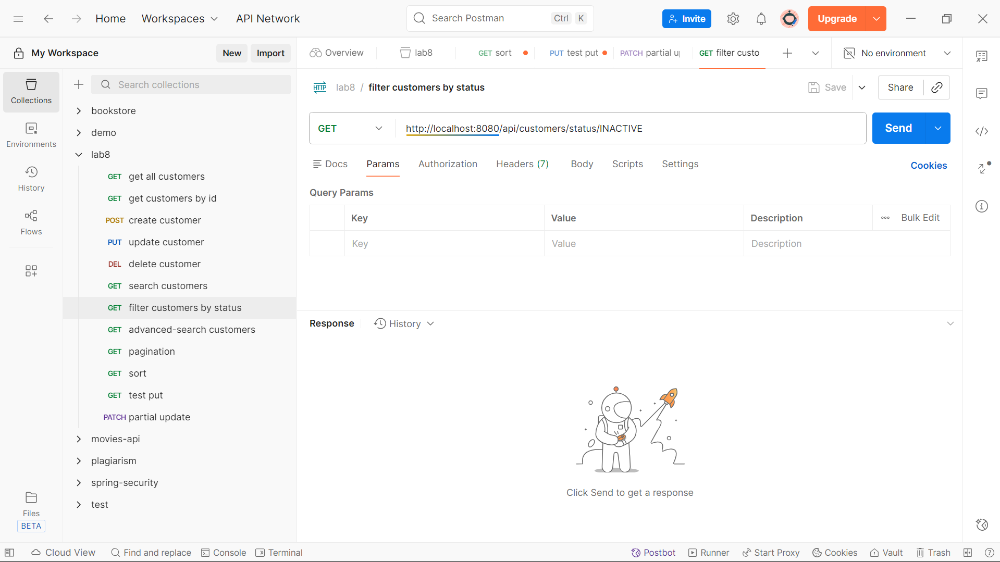 Home
Workspaces
API Network
Search Postman
Ctrl
K
Invite
Upgrade
My Workspace
New
Import
Overview
lab8
GET sort
PUT test put
PATCH partial u
GET filter custo
No environment
Collections
Environments
History
Flows
Files
BETA
Search collections
bookstore
demo
lab8
GET get all customers
GET get customers by id
POST create customer
PUT update customer
DEL delete customer
GET search customers
GET filter customers by status
GET advanced-search customers
GET pagination
GET sort
GET test put
PATCH partial update
movies-api
plagiarism
spring-security
test
HTTP lab8 / filter customers by status
Save
Share
GET
http://localhost:8080/api/customers/status/INACTIVE
Send
Docs
Params
Authorization
Headers (7)
Body
Scripts
Settings
Cookies
Query Params
Key
Value
Description
Bulk Edit
Key
Value
Description
Response
History
Click Send to get a response
Cloud View
Find and replace
Console
Terminal
Postbot
Runner
Start Proxy
Cookies
Vault
Trash